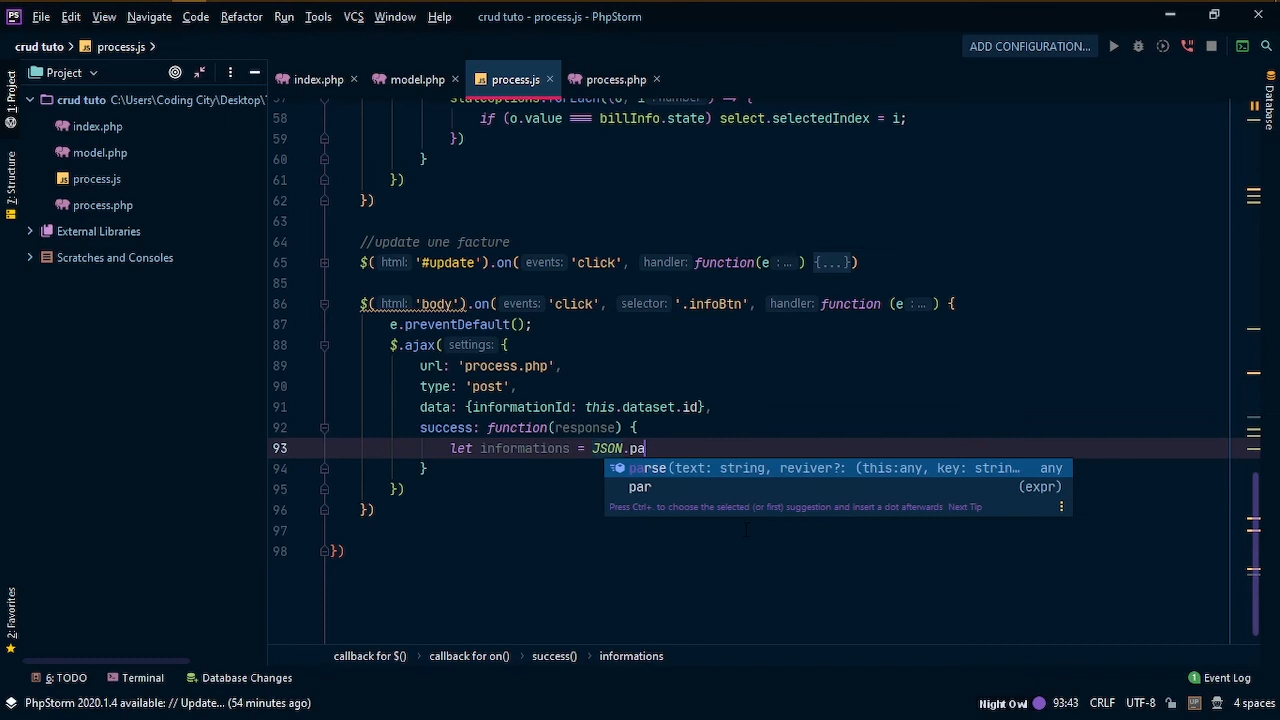 PS File Edit View Navigate Code Refactor Run Tools VCS Window Help crud tuto - process.js - PhpStorm
crud tuto process.js ADD CONFIGURATION...
Project index.php model.php process.js process.php
1: Project
Z: Structure
2: Favorites
Database
crud tuto C:\Users\Coding City\Desktop\
index.php
model.php
process.js
process.php
External Libraries
Scratches and Consoles
58 if (o.value === billInfo.state) select.selectedIndex = i;
59 })
60 }
61 })
62 })
63
64 //update une facture
65 $( html: '#update').on( events: 'click', handler: function(e : ... ) {...})
85
86 $( html: 'body').on( events: 'click', selector: '.infoBtn', handler: function (e : ... ) {
87 e.preventDefault();
88 $.ajax( settings: {
89 url: 'process.php',
90 type: 'post',
91 data: {informationId: this.dataset.id},
92 success: function(response) {
93 let informations = JSON.pa
parse(text: string, reviver?: (this:any, key: strin... any
par (expr)
Press Ctrl+. to choose the selected (or first) suggestion and insert a dot afterwards Next Tip
94 }
95 })
96 })
97
98 })
callback for $() callback for on() success() informations
6: TODO Terminal Database Changes 1 Event Log
PhpStorm 2020.1.4 available: // Update... (54 minutes ago) Night Owl 93:43 CRLF UTF-8 UP 4 spaces